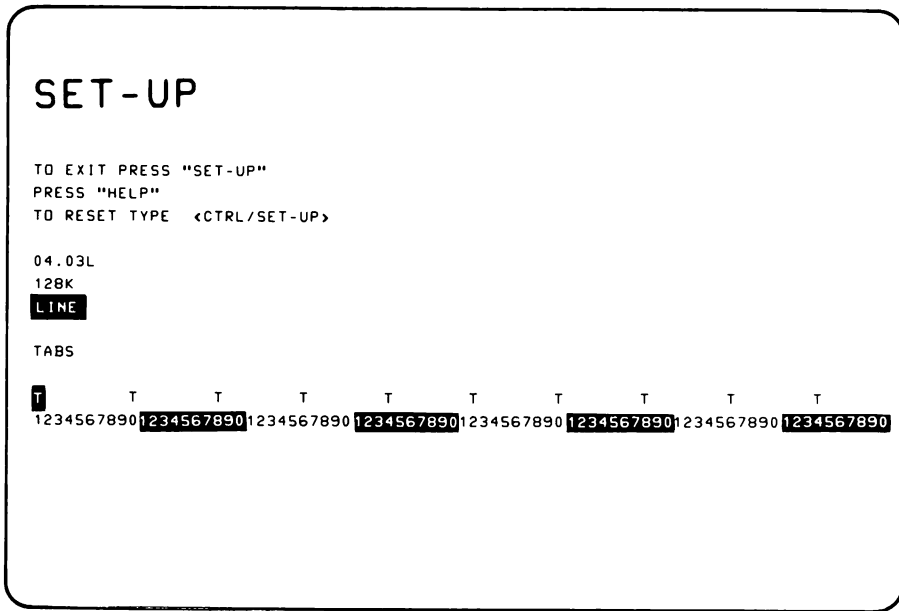 SET-UP
TO EXIT PRESS "SET-UP"
PRESS "HELP"
TO RESET TYPE <CTRL/SET-UP>
04.03L
128K
LINE
TABS
T T T T T T T T T T
12345678901234567890123456789012345678901234567890123456789012345678901234567890